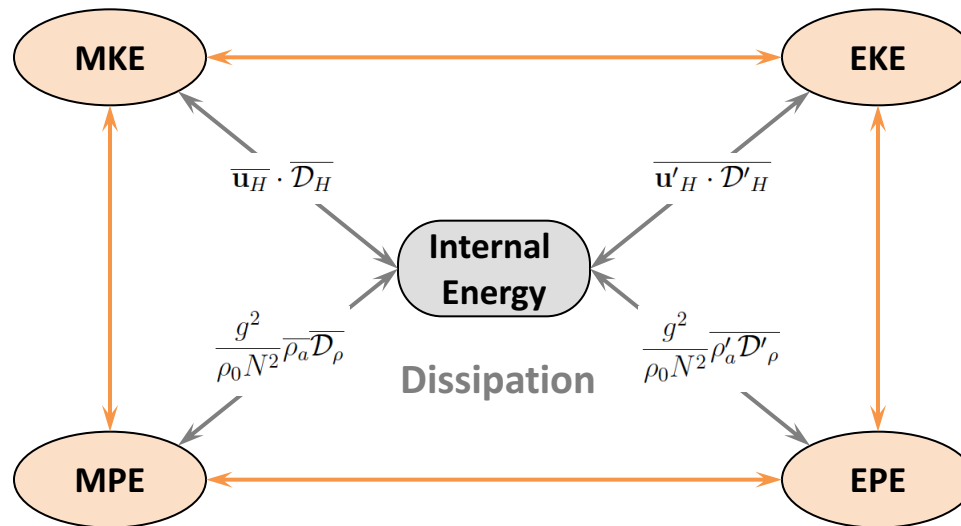 MKE
EKE
$\overline{\mathbf{u}_H} \cdot \overline{\mathcal{D}_H}$
$\overline{\mathbf{u}'_H \cdot \mathcal{D}'_H}$
Internal
Energy
$\frac{g^2}{\rho_0 N^2} \overline{\rho_a} \overline{\mathcal{D}_\rho}$
$\frac{g^2}{\rho_0 N^2} \overline{\rho'_a \mathcal{D}'_\rho}$
Dissipation
MPE
EPE